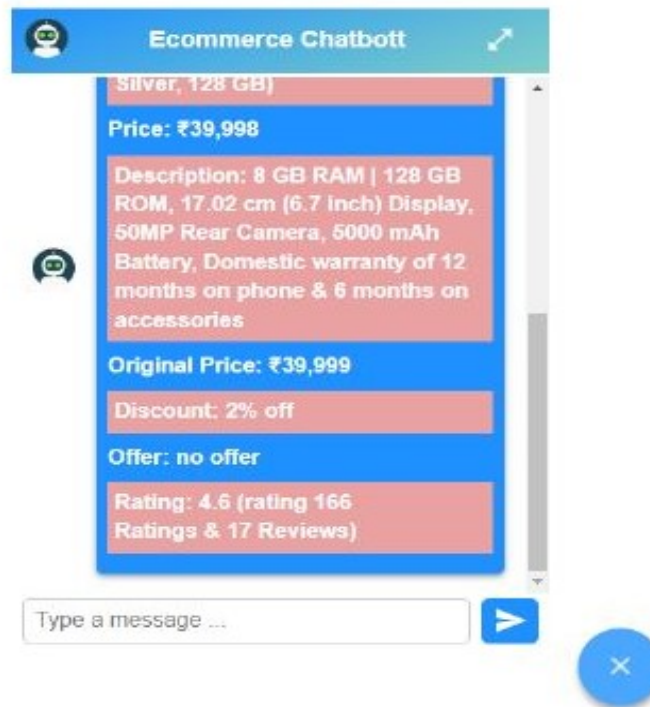 Ecommerce Chatbott
Silver, 128 GB)
Price: ₹39,998
Description: 8 GB RAM | 128 GB
ROM, 17.02 cm (6.7 inch) Display,
50MP Rear Camera, 5000 mAh
Battery, Domestic warranty of 12
months on phone & 6 months on
accessories
Original Price: ₹39,999
Discount: 2% off
Offer: no offer
Rating: 4.6 (rating 166
Ratings & 17 Reviews)
Type a message ...